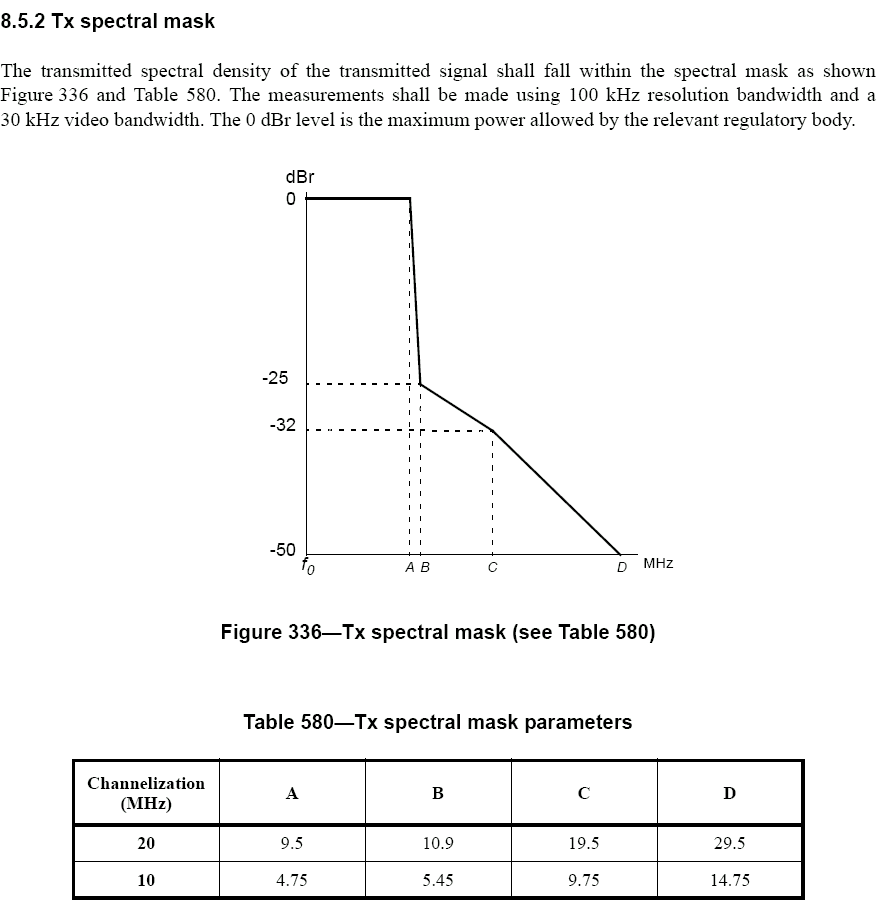 8.5.2 Tx spectral mask
The transmitted spectral density of the transmitted signal shall fall within the spectral mask as shown
Figure 336 and Table 580. The measurements shall be made using 100 kHz resolution bandwidth and a
30 kHz video bandwidth. The 0 dBr level is the maximum power allowed by the relevant regulatory body.
dBr
0
-25
-32
-50
f0 A B C D MHz
Figure 336—Tx spectral mask (see Table 580)
Table 580—Tx spectral mask parameters
Channelization
(MHz) A B C D
20 9.5 10.9 19.5 29.5
10 4.75 5.45 9.75 14.75